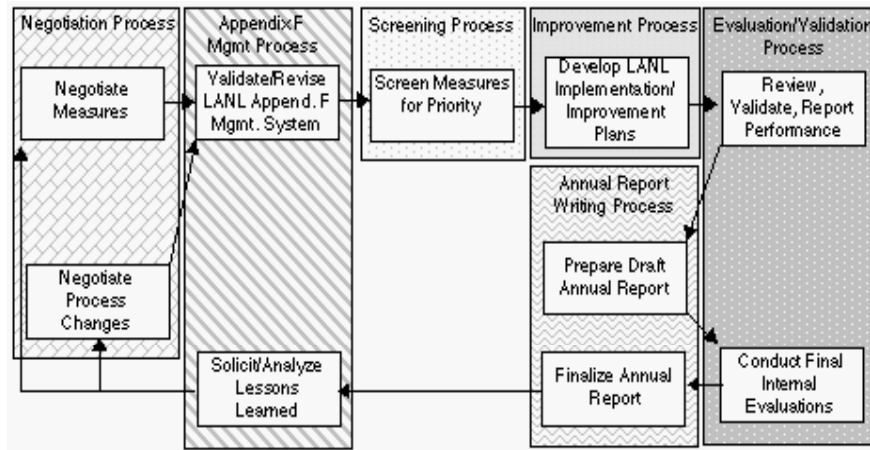 Negotiation Process
Negotiate
Measures
Negotiate
Process
Changes
Appendix F
Mgmt Process
Validate/Revise
LANL Append. F
Mgmt. System
Solicit/Analyze
Lessons
Learned
Screening Process
Screen Measures
for Priority
Improvement Process
Develop LANL
Implementation/
Improvement
Plans
Annual Report
Writing Process
Prepare Draft
Annual Report
Finalize Annual
Report
Evaluation/Validation
Process
Review,
Validate, Report
Performance
Conduct Final
Internal
Evaluations